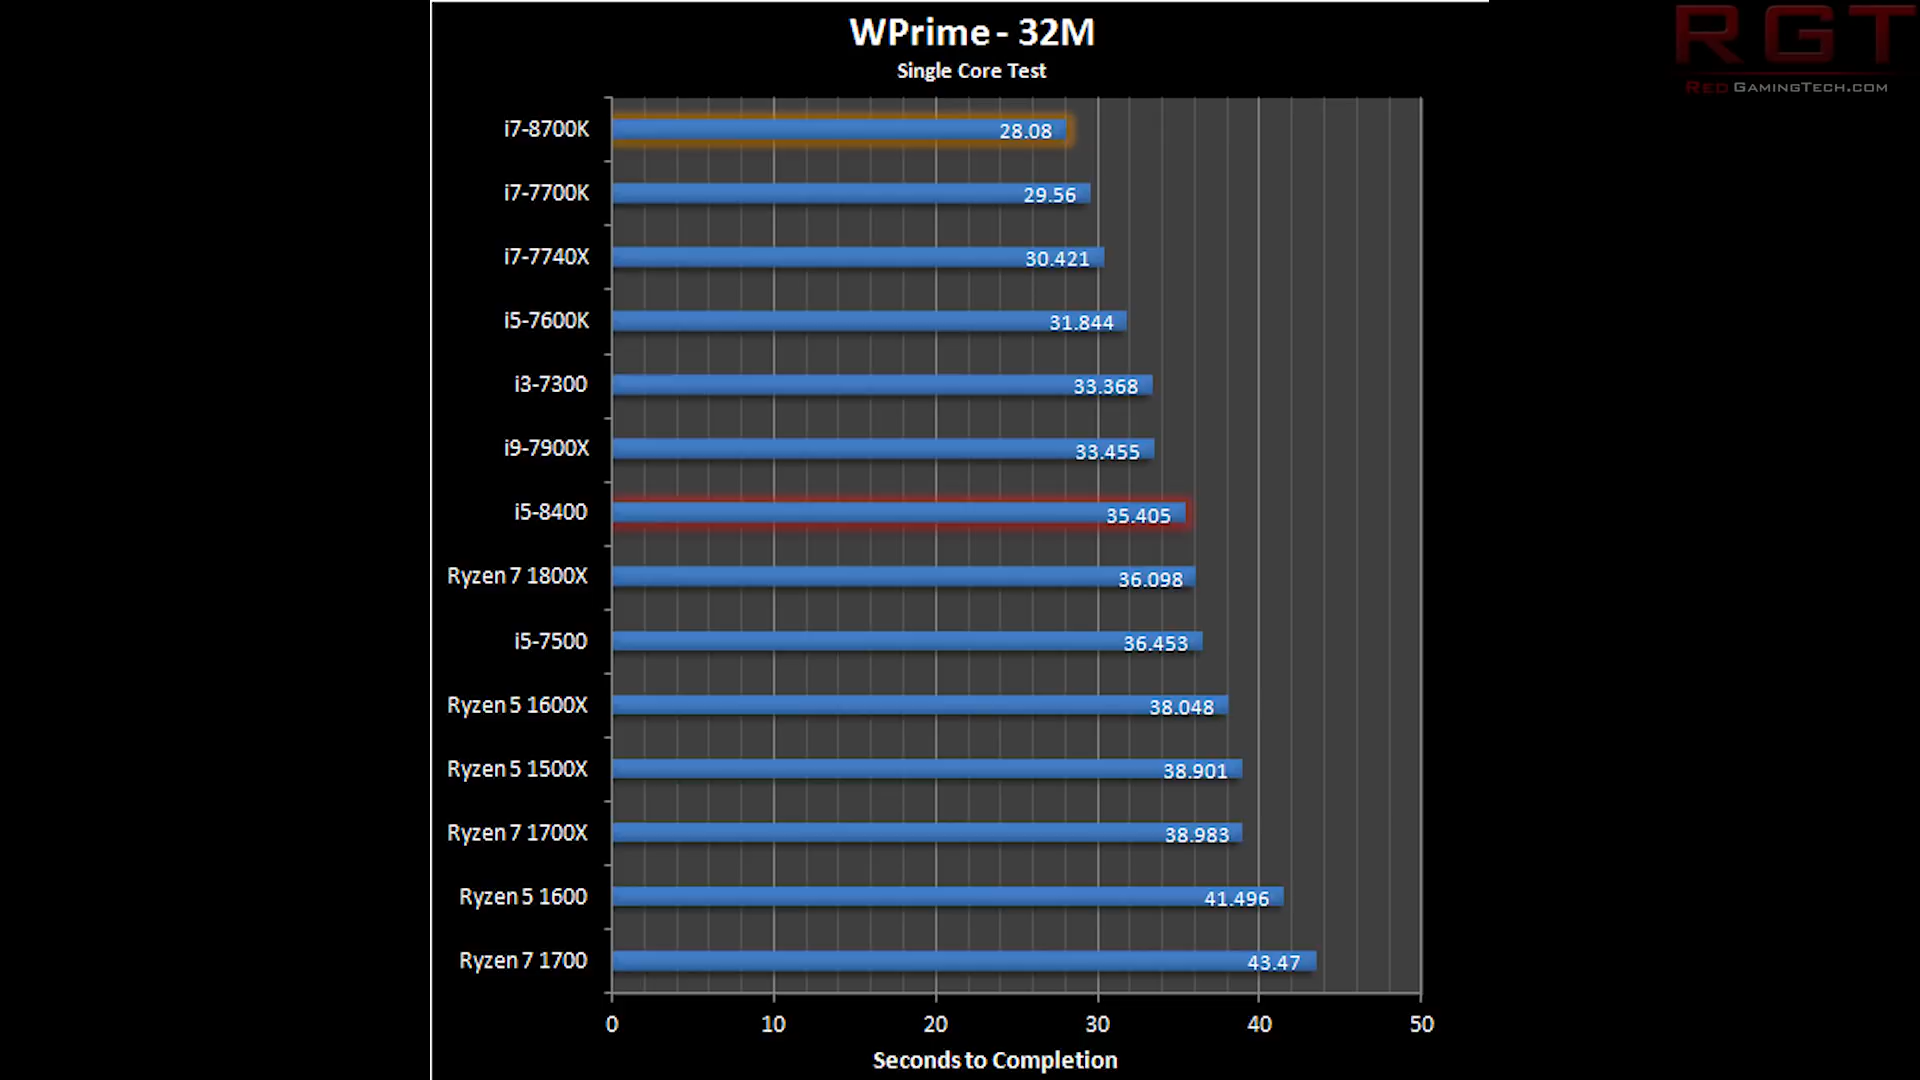 WPrime - 32M
Single Core Test
RGT
RED GAMINGTECH.COM
i7-8700K 28.08
i7-7700K 29.56
i7-7740X 30.421
i5-7600K 31.844
i3-7300 33.368
i9-7900X 33.455
i5-8400 35.405
Ryzen 7 1800X 36.098
i5-7500 36.453
Ryzen 5 1600X 38.048
Ryzen 5 1500X 38.901
Ryzen 7 1700X 38.983
Ryzen 5 1600 41.496
Ryzen 7 1700 43.47
0 10 20 30 40 50
Seconds to Completion